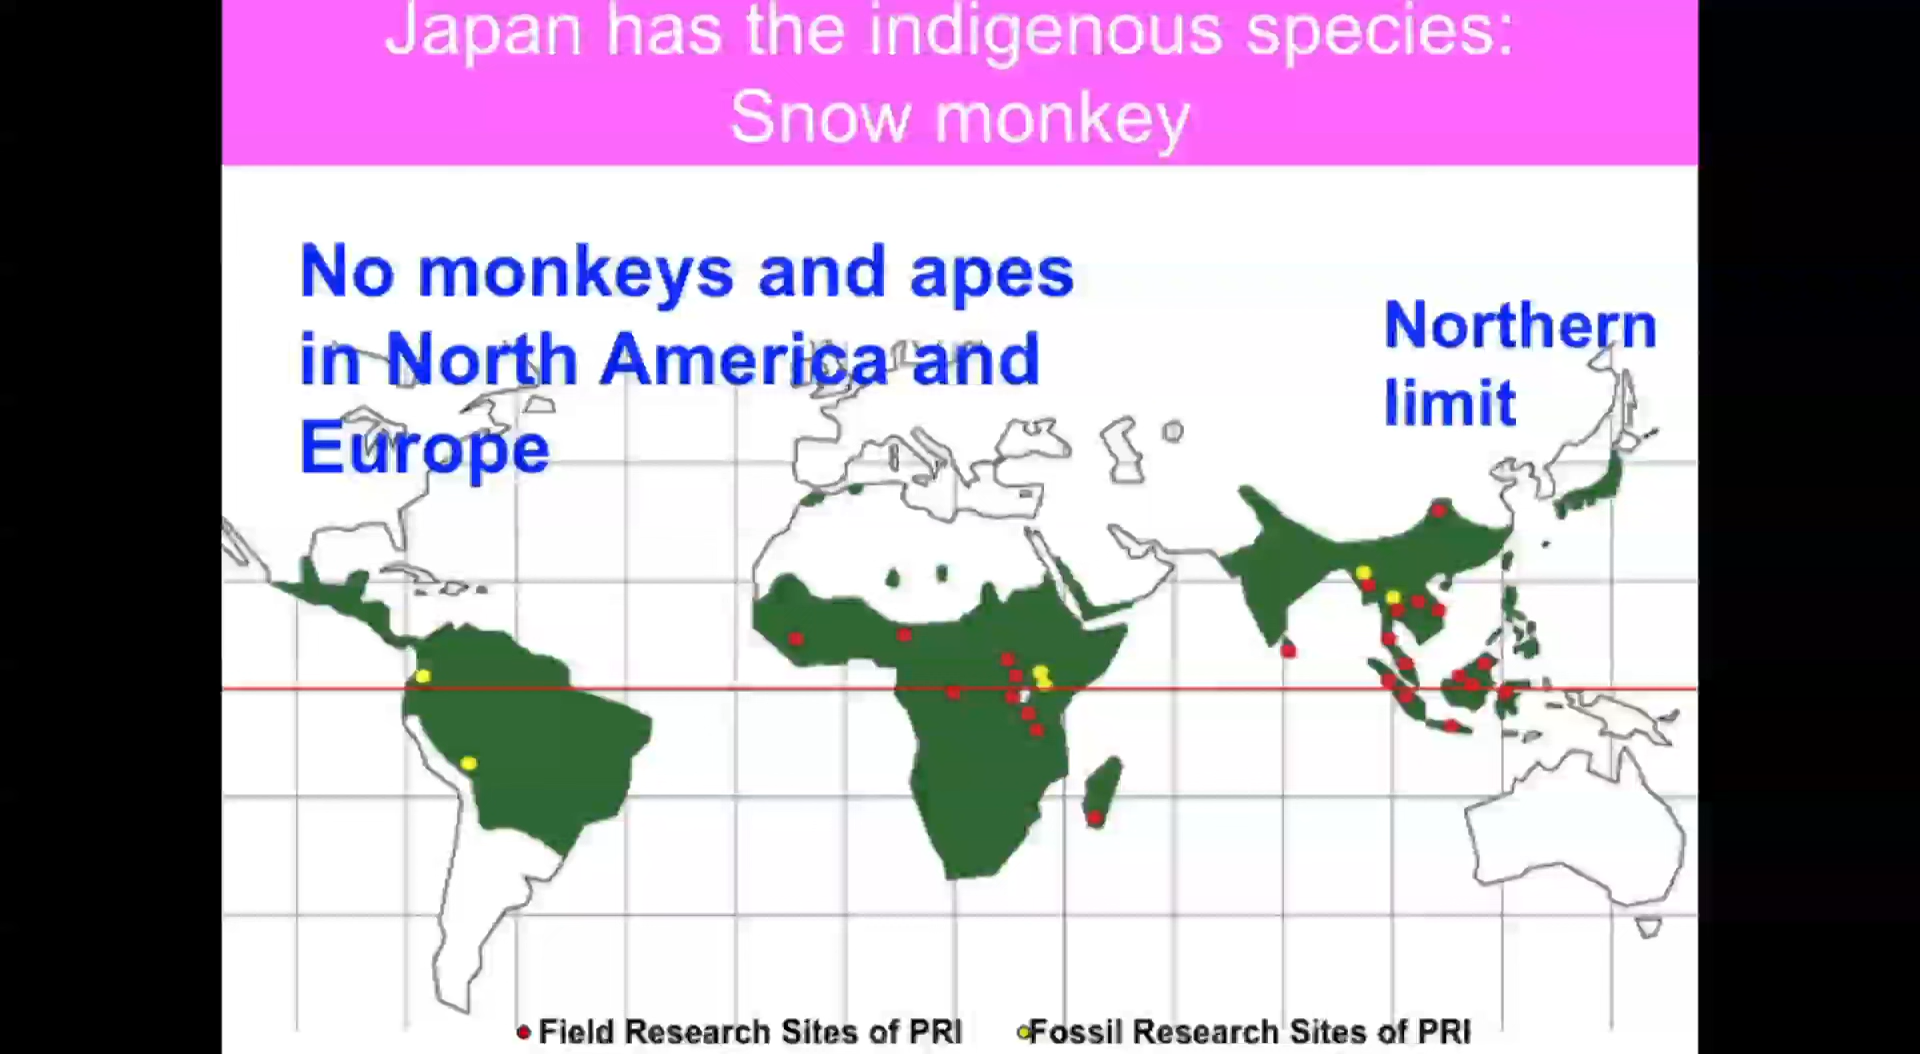 Japan has the indigenous species:
Snow monkey
No monkeys and apes
in North America and
Europe
Northern
limit
Field Research Sites of PRI
Fossil Research Sites of PRI